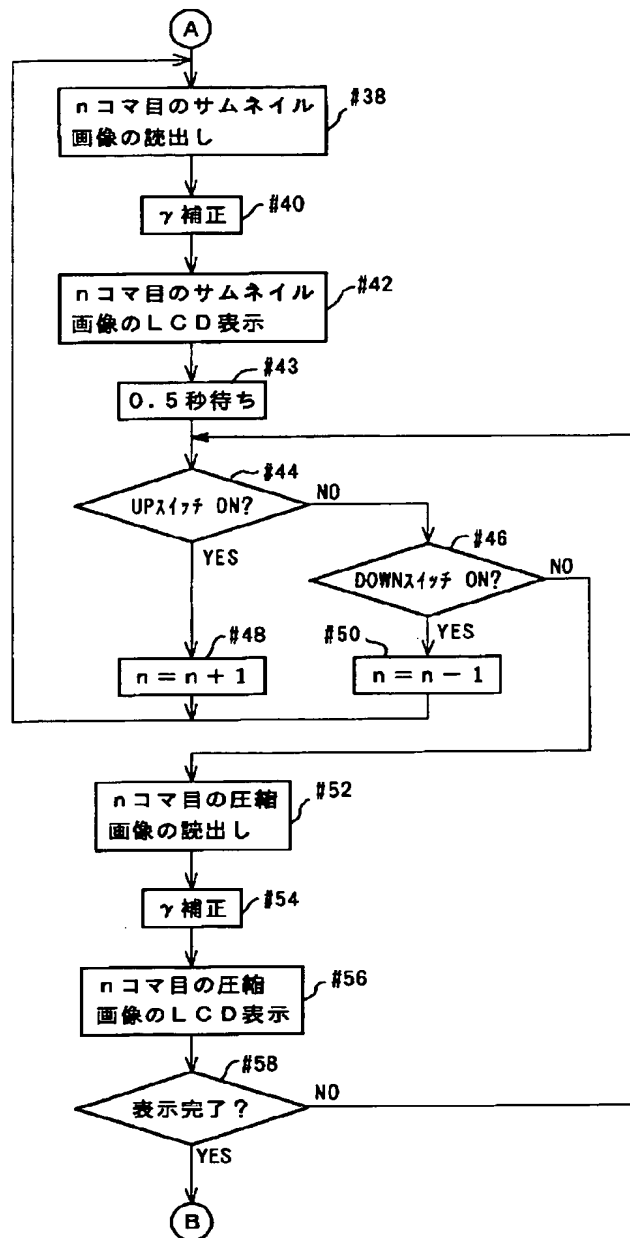 A
nコマ目のサムネイル
画像の読出し
#38
γ補正
#40
nコマ目のサムネイル
画像のLCD表示
#42
#43
0.5秒待ち
#44
UPスイッチ ON?
NO
YES
#46
DOWNスイッチ ON?
NO
YES
#48
n=n+1
#50
n=n-1
nコマ目の圧縮
画像の読出し
#52
γ補正
#54
nコマ目の圧縮
画像のLCD表示
#56
#58
表示完了?
NO
YES
B